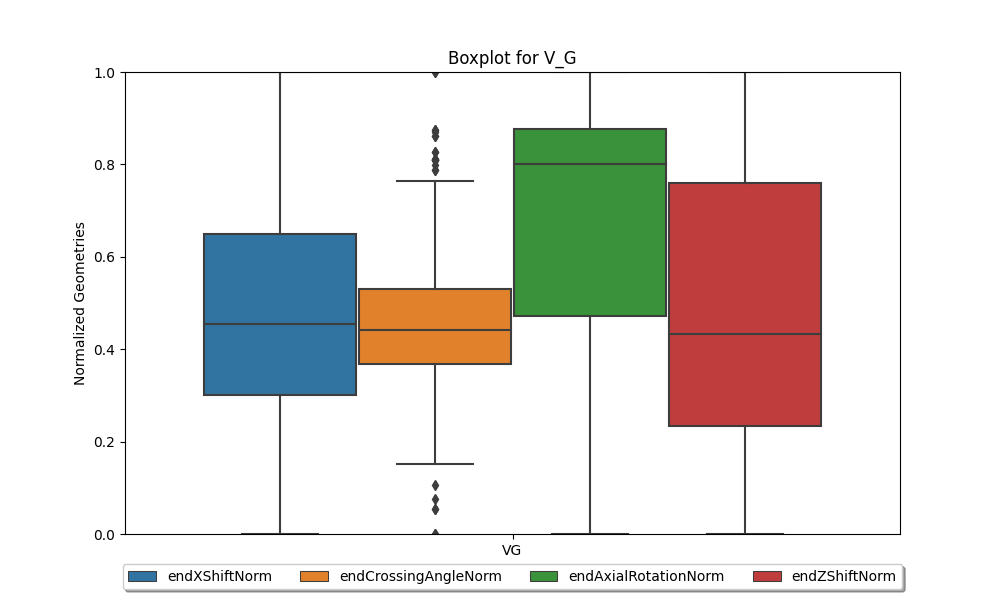 Boxplot for V_G
1.0
0.8
0.6
0.4
0.2
0.0
Normalized Geometries
VG
endXShiftNorm endCrossingAngleNorm endAxialRotationNorm endZShiftNorm